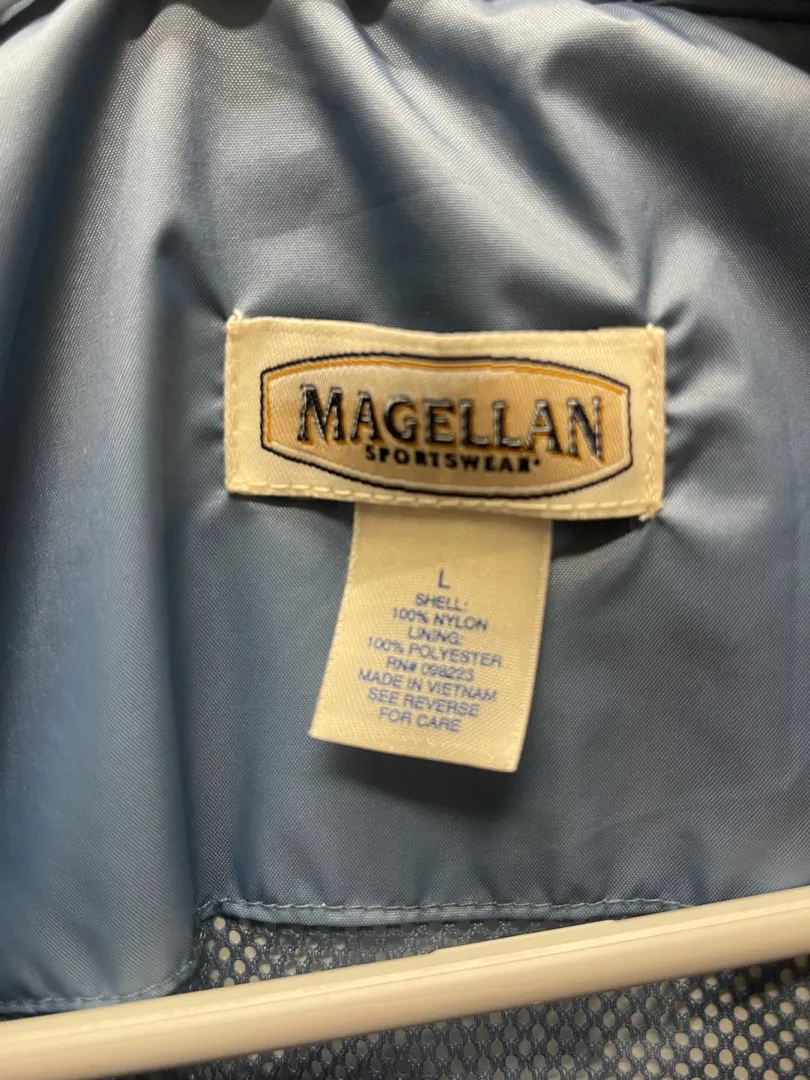 MAGELLAN
SPORTSWEAR®
L
SHELL:
100% NYLON
LINING:
100% POLYESTER
RN# 098223
MADE IN VIETNAM
SEE REVERSE
FOR CARE